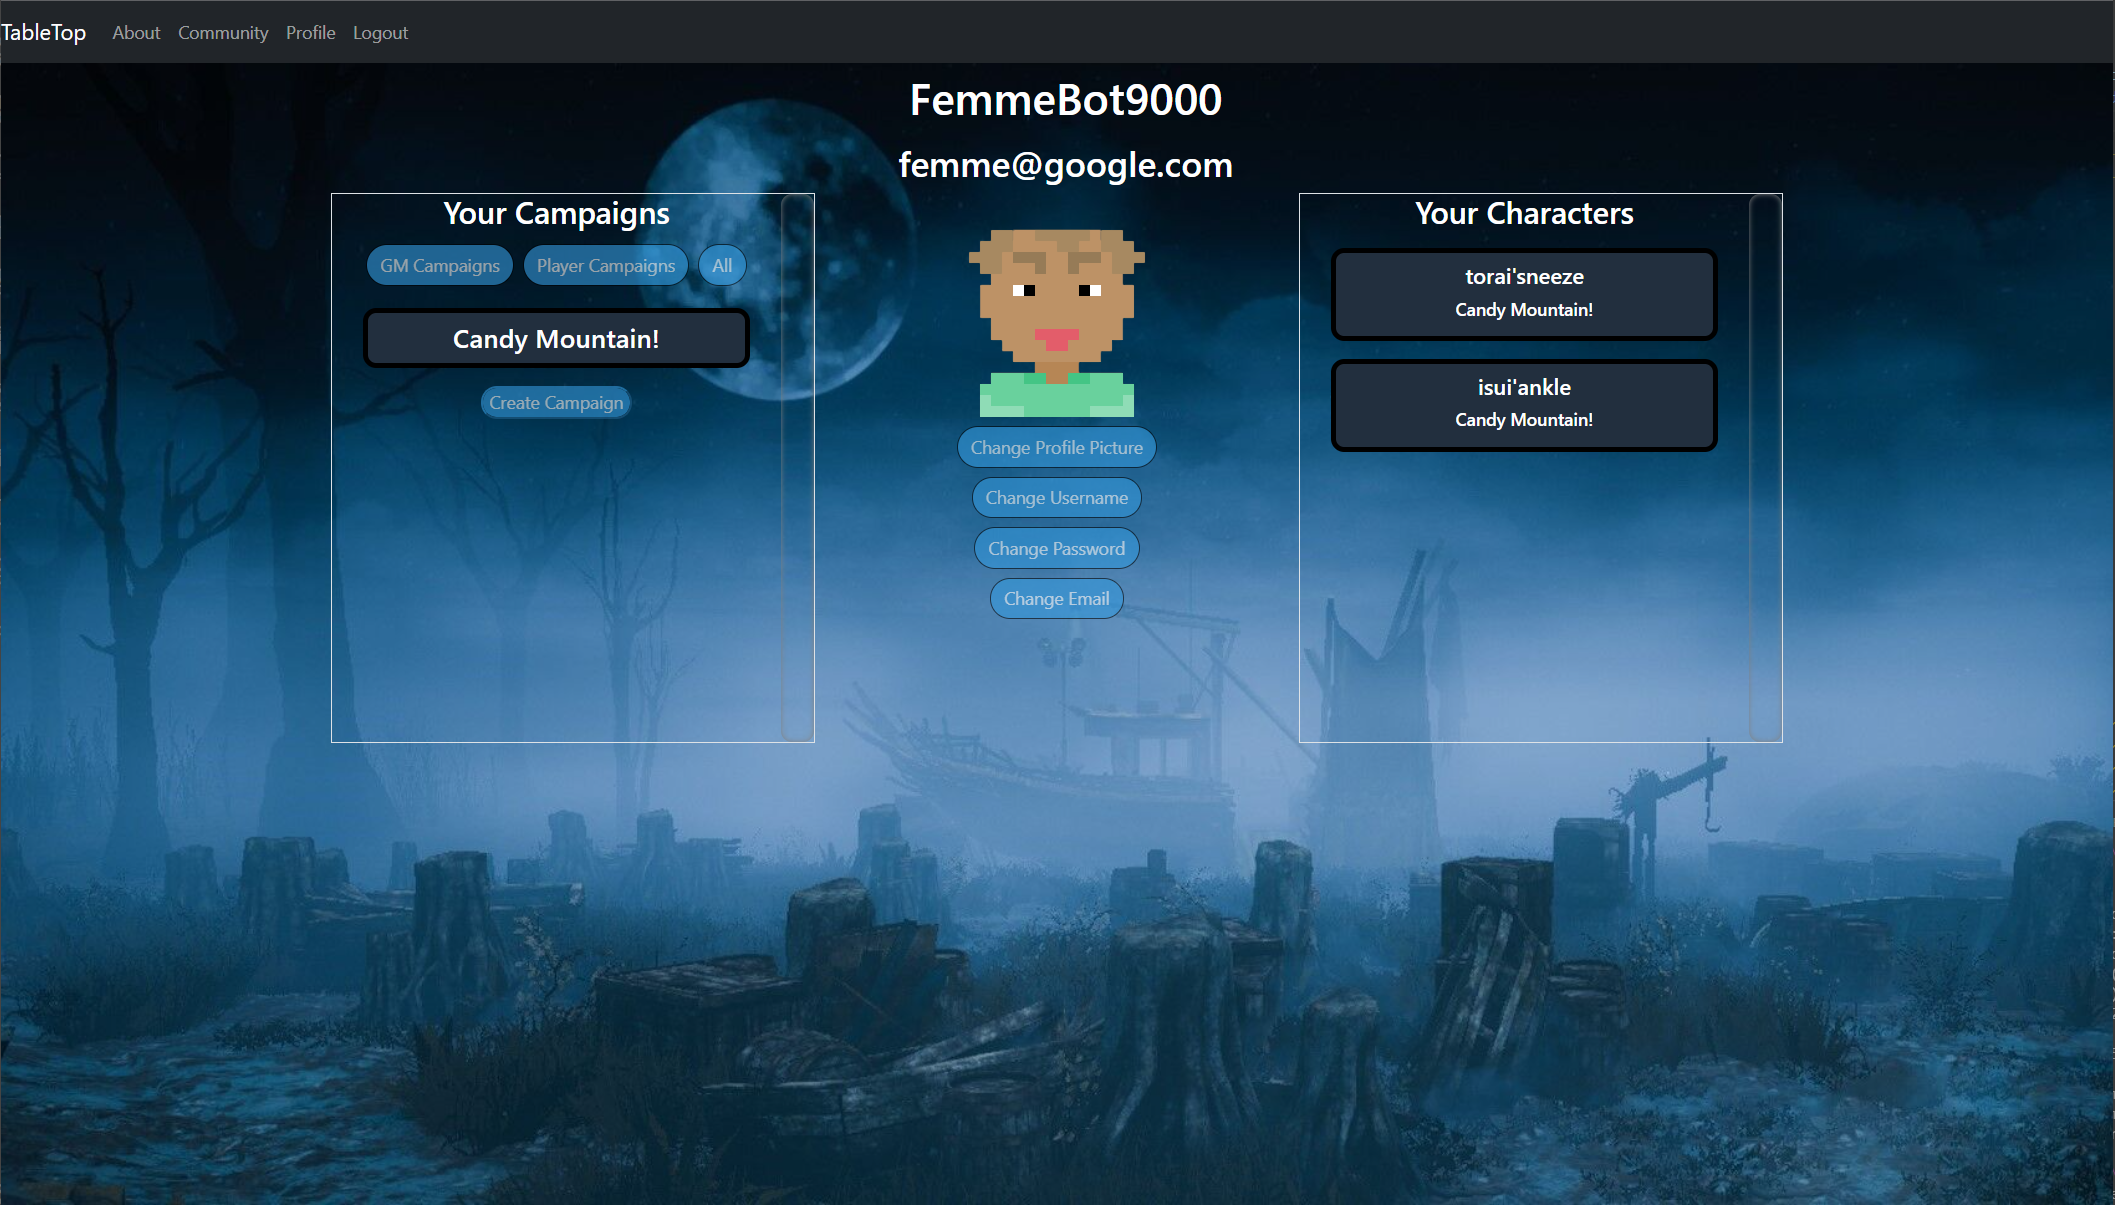 TableTop About Community Profile Logout
FemmeBot9000
femme@google.com
Your Campaigns
GM Campaigns Player Campaigns All
Candy Mountain!
Create Campaign
Change Profile Picture
Change Username
Change Password
Change Email
Your Characters
torai'sneeze
Candy Mountain!
isui'ankle
Candy Mountain!